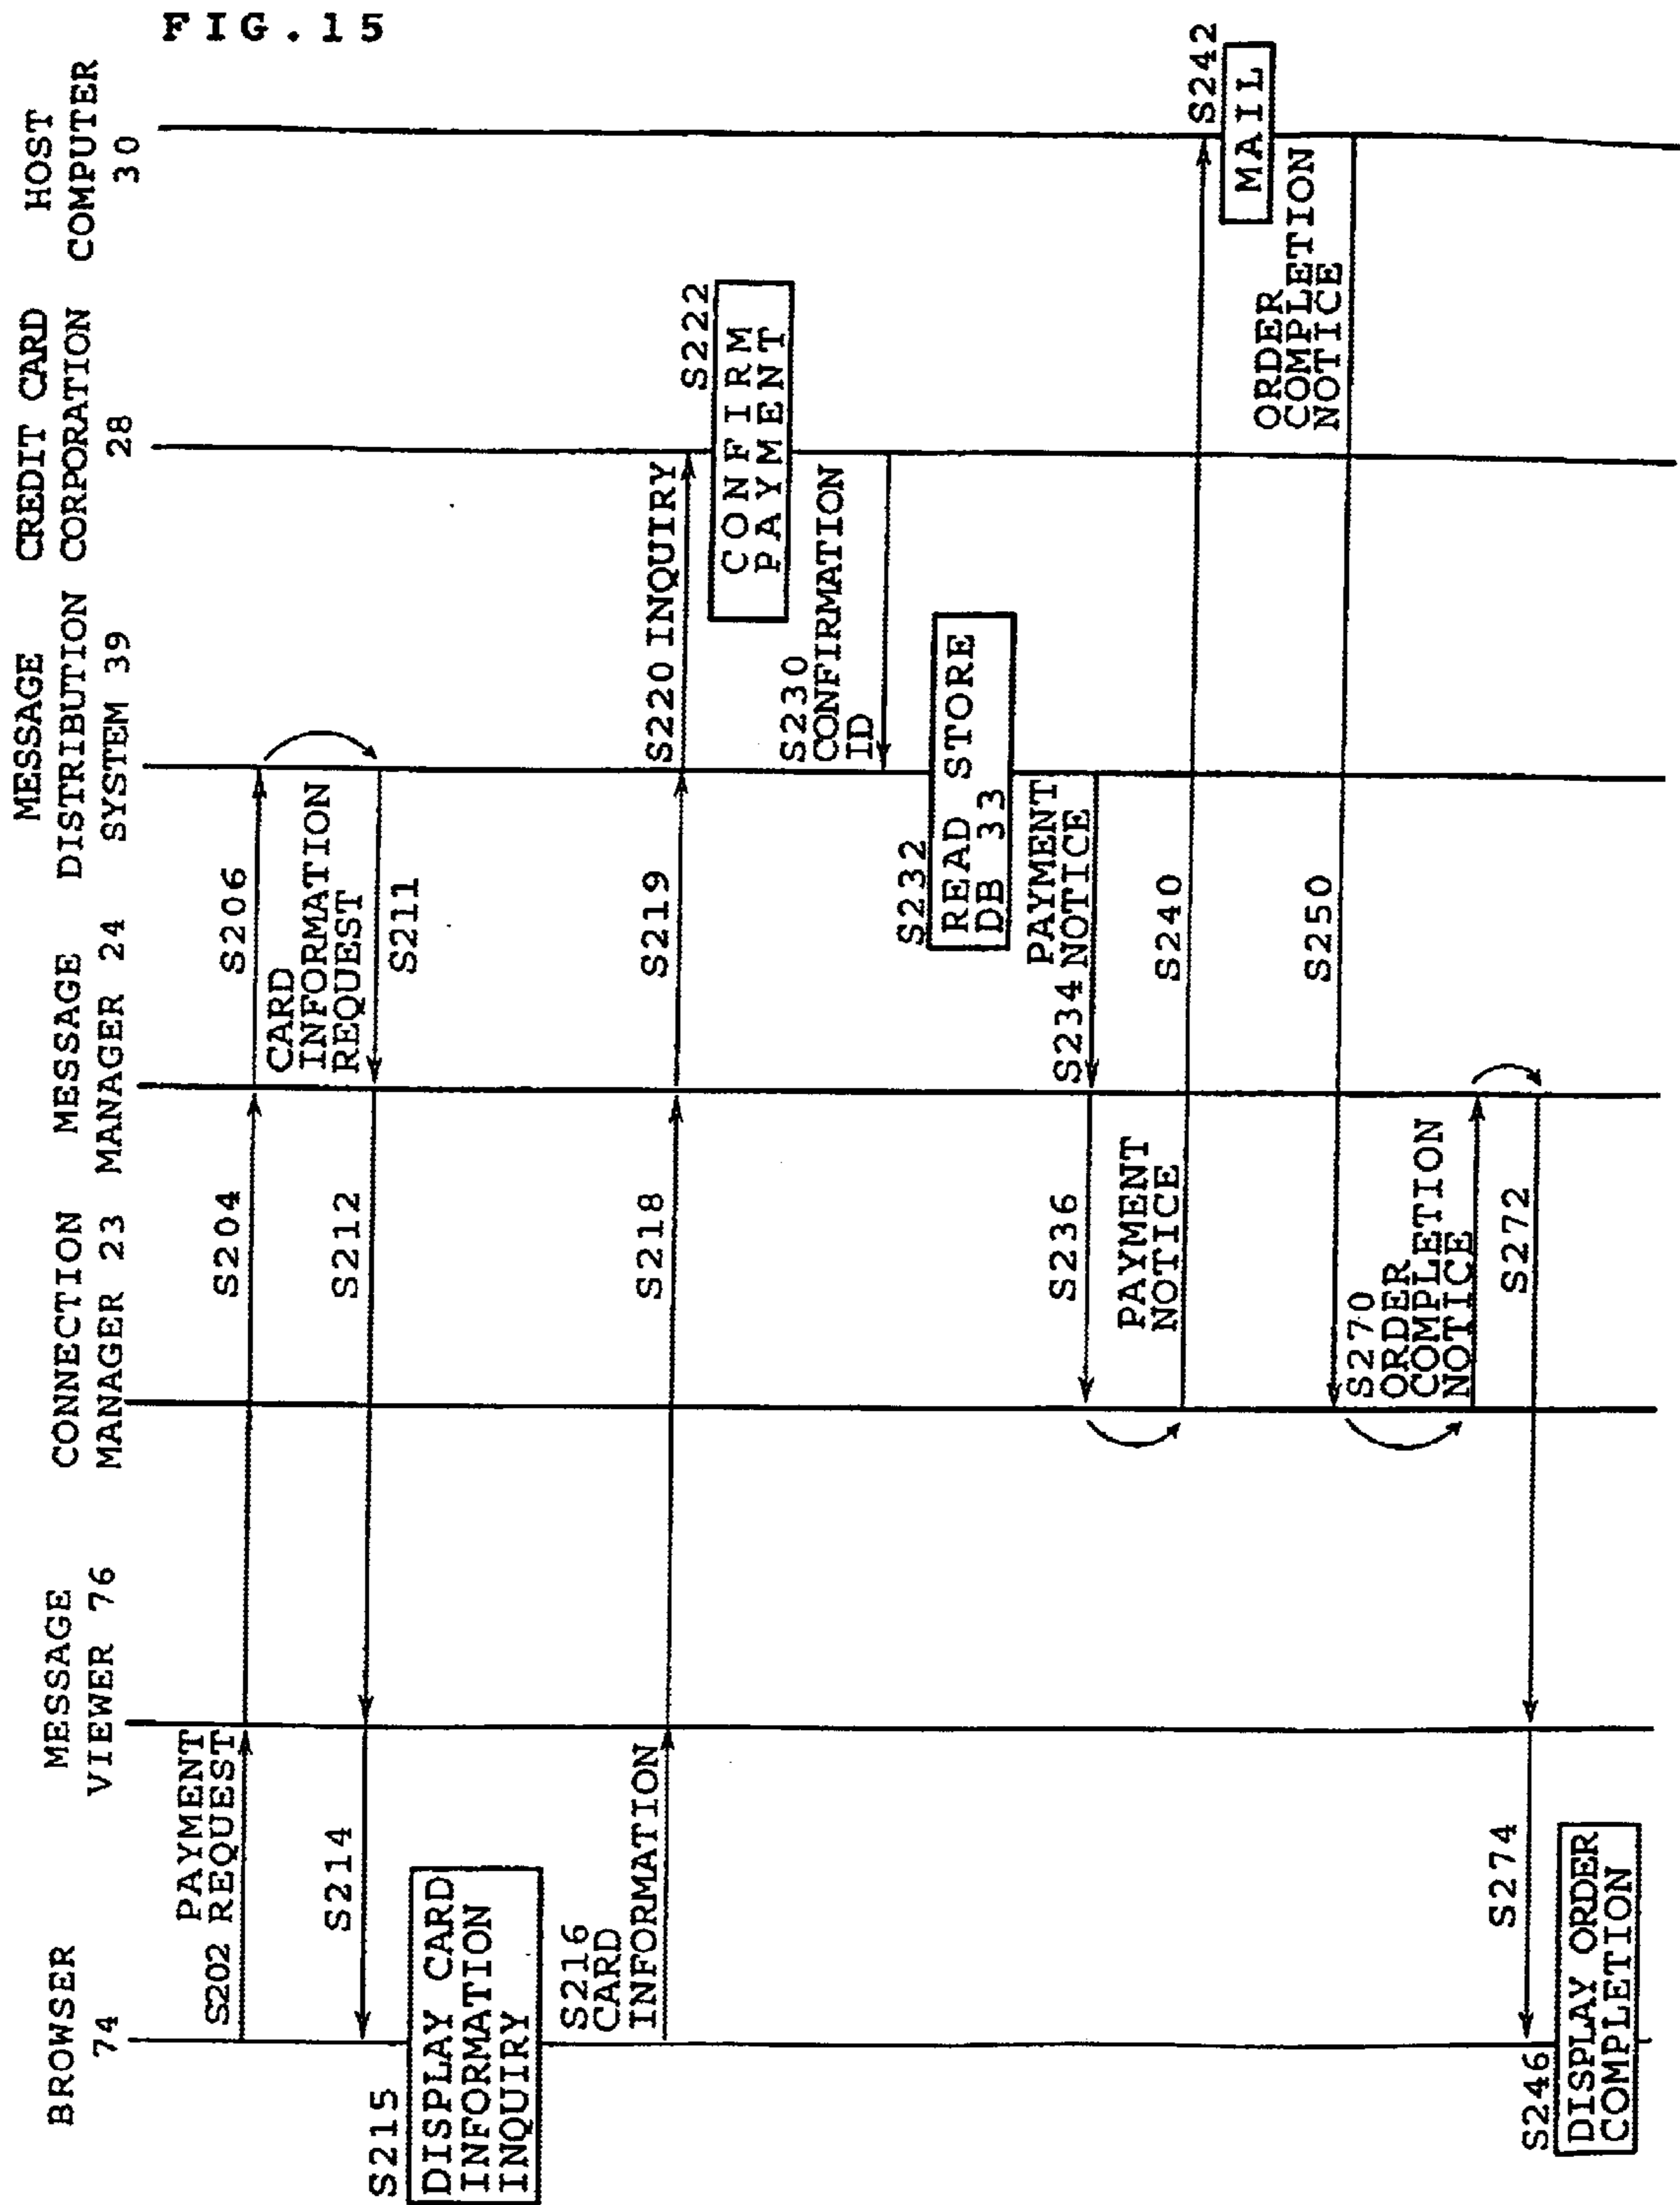 FIG.15
BROWSER
74
MESSAGE
VIEWER 76
CONNECTION
MANAGER 23
MESSAGE
MANAGER 24
MESSAGE
DISTRIBUTION
SYSTEM 39
CREDIT CARD
CORPORATION
28
HOST
COMPUTER
30
PAYMENT
S202 REQUEST
S204
S206
CARD
INFORMATION
REQUEST
S211
S212
S214
S215
DISPLAY CARD
INFORMATION
INQUIRY
S216
CARD
INFORMATION
S218
S219
S220 INQUIRY
S222
CONFIRM
PAYMENT
S230
CONFIRMATION
ID
S232
READ STORE
DB 33
PAYMENT
S234 NOTICE
S236
PAYMENT
NOTICE
S240
S242
MAIL
ORDER
COMPLETION
NOTICE
S250
S270
ORDER
COMPLETION
NOTICE
S272
S274
S246
DISPLAY ORDER
COMPLETION